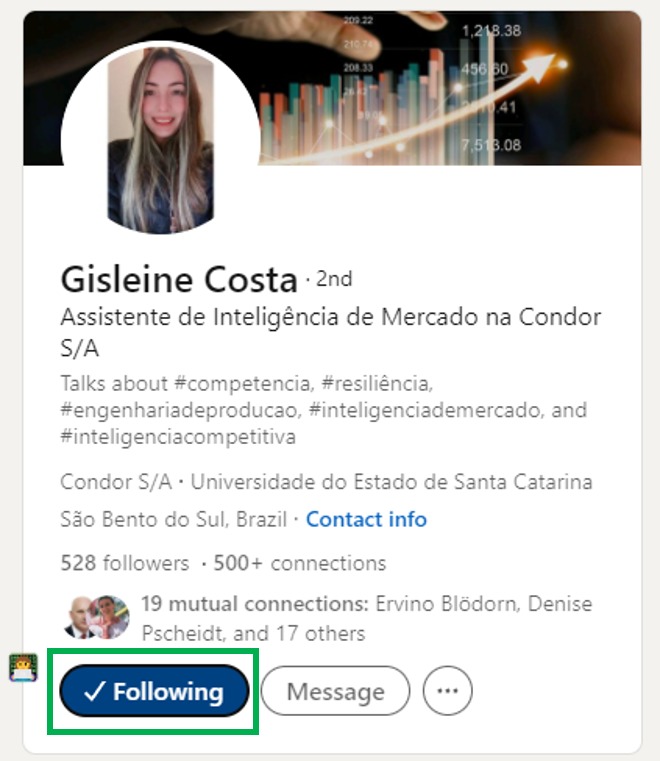 209.22
1,218.38
210.74
208.33
456.60
7,513.08
Gisleine Costa · 2nd
Assistente de Inteligência de Mercado na Condor
S/A
Talks about #competencia, #resiliência,
#engenhariadeproducao, #inteligenciademercado, and
#inteligenciacompetitiva
Condor S/A · Universidade do Estado de Santa Catarina
São Bento do Sul, Brazil · Contact info
528 followers · 500+ connections
19 mutual connections: Ervino Blödorn, Denise
Pscheidt, and 17 others
✓ Following
Message
···